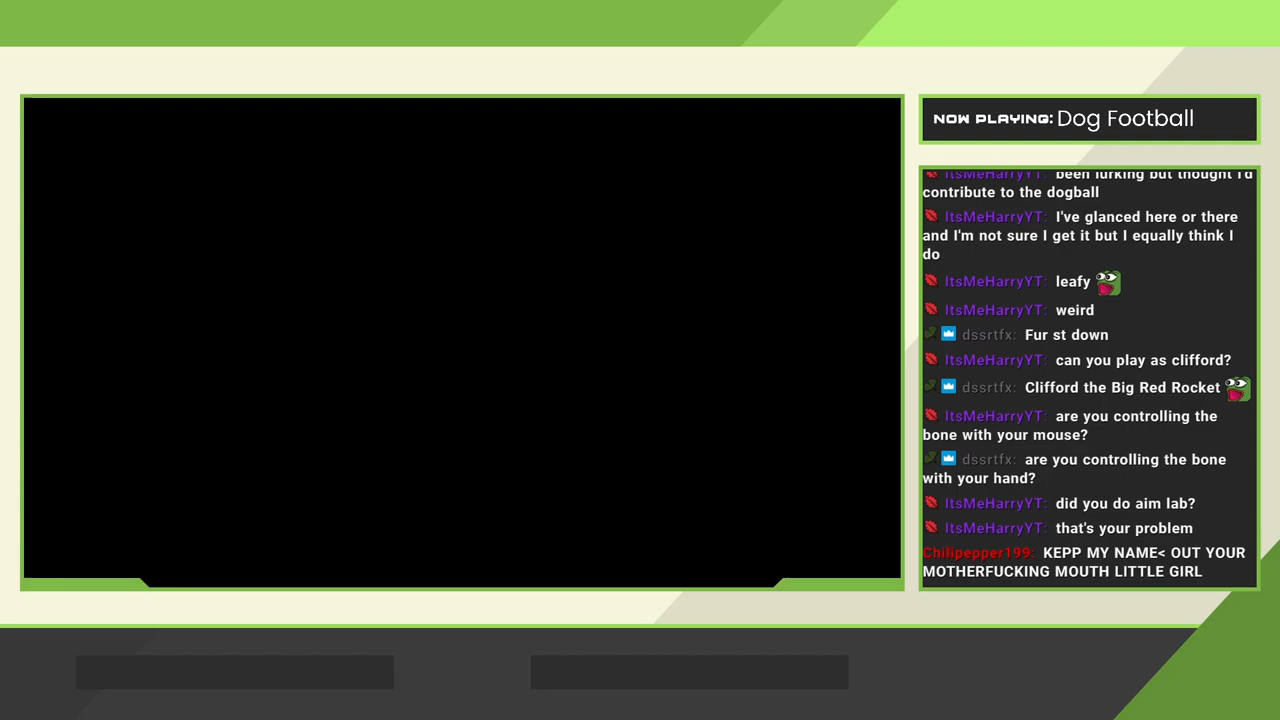 NOW PLAYING: Dog Football
ItsMeHarryYT: been lurking but thought I'd
contribute to the dogball
ItsMeHarryYT: I've glanced here or there
and I'm not sure I get it but I equally think I
do
ItsMeHarryYT: leafy
ItsMeHarryYT: weird
dssrtfx: Fur st down
ItsMeHarryYT: can you play as clifford?
dssrtfx: Clifford the Big Red Rocket
ItsMeHarryYT: are you controlling the
bone with your mouse?
dssrtfx: are you controlling the bone
with your hand?
ItsMeHarryYT: did you do aim lab?
ItsMeHarryYT: that's your problem
Chilipepper199: KEPP MY NAME< OUT YOUR
MOTHERFUCKING MOUTH LITTLE GIRL